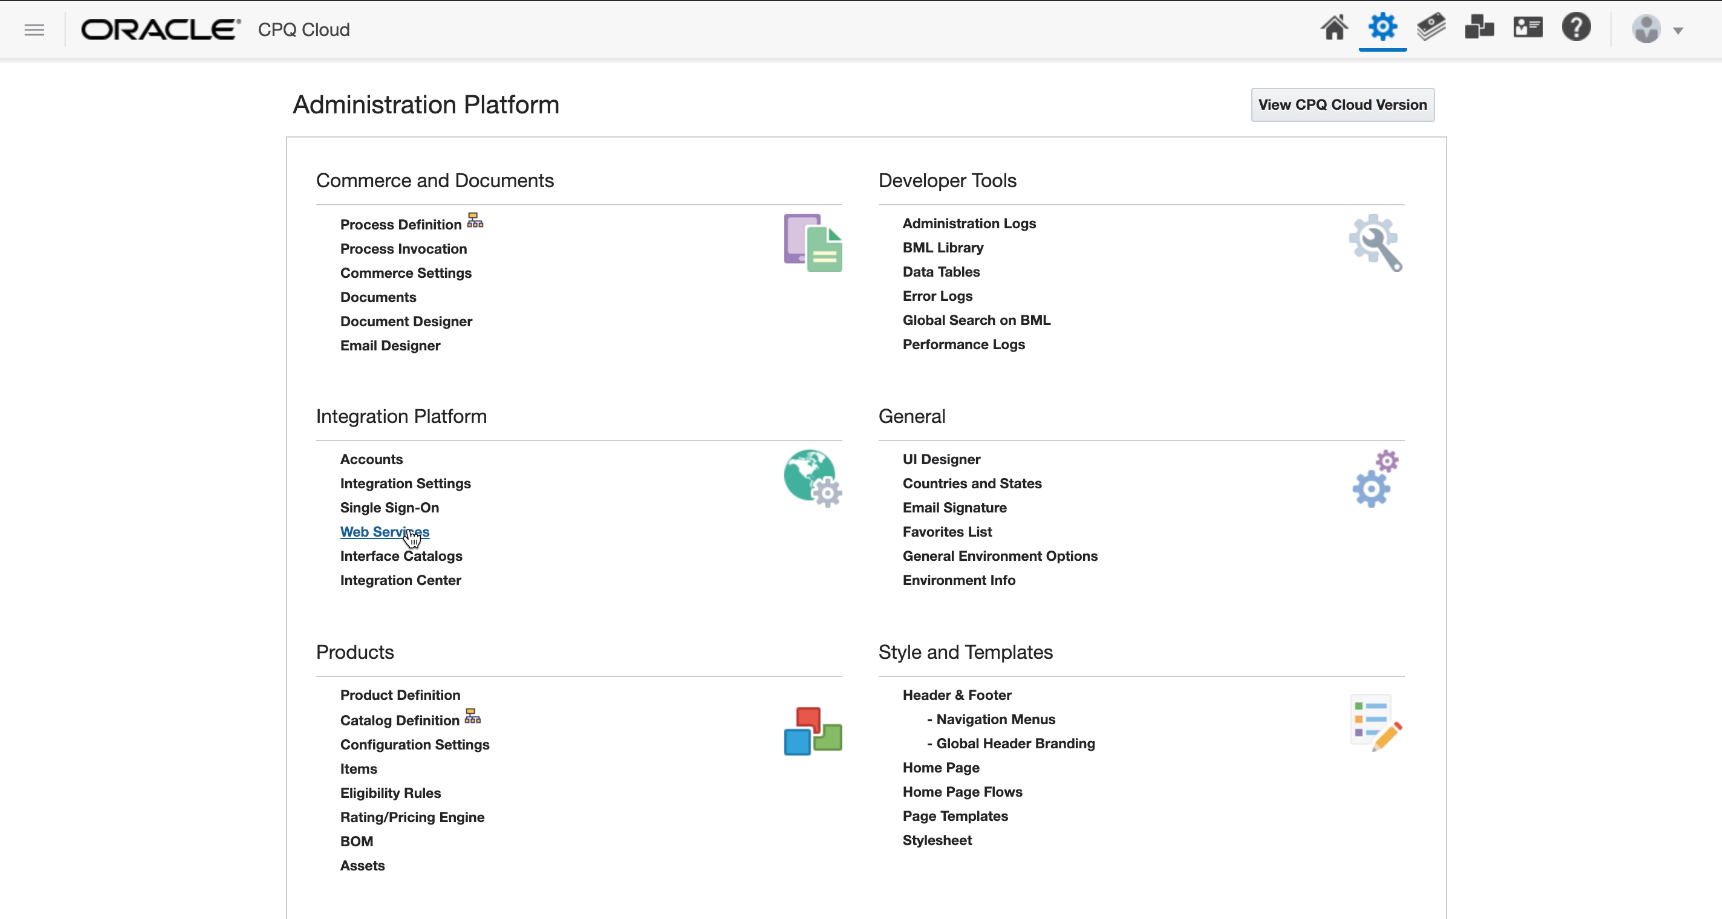 ORACLE® CPQ Cloud
Administration Platform
View CPQ Cloud Version
Commerce and Documents
Process Definition
Process Invocation
Commerce Settings
Documents
Document Designer
Email Designer
Developer Tools
Administration Logs
BML Library
Data Tables
Error Logs
Global Search on BML
Performance Logs
Integration Platform
Accounts
Integration Settings
Single Sign-On
Web Services
Interface Catalogs
Integration Center
General
UI Designer
Countries and States
Email Signature
Favorites List
General Environment Options
Environment Info
Products
Product Definition
Catalog Definition
Configuration Settings
Items
Eligibility Rules
Rating/Pricing Engine
BOM
Assets
Style and Templates
Header & Footer
- Navigation Menus
- Global Header Branding
Home Page
Home Page Flows
Page Templates
Stylesheet